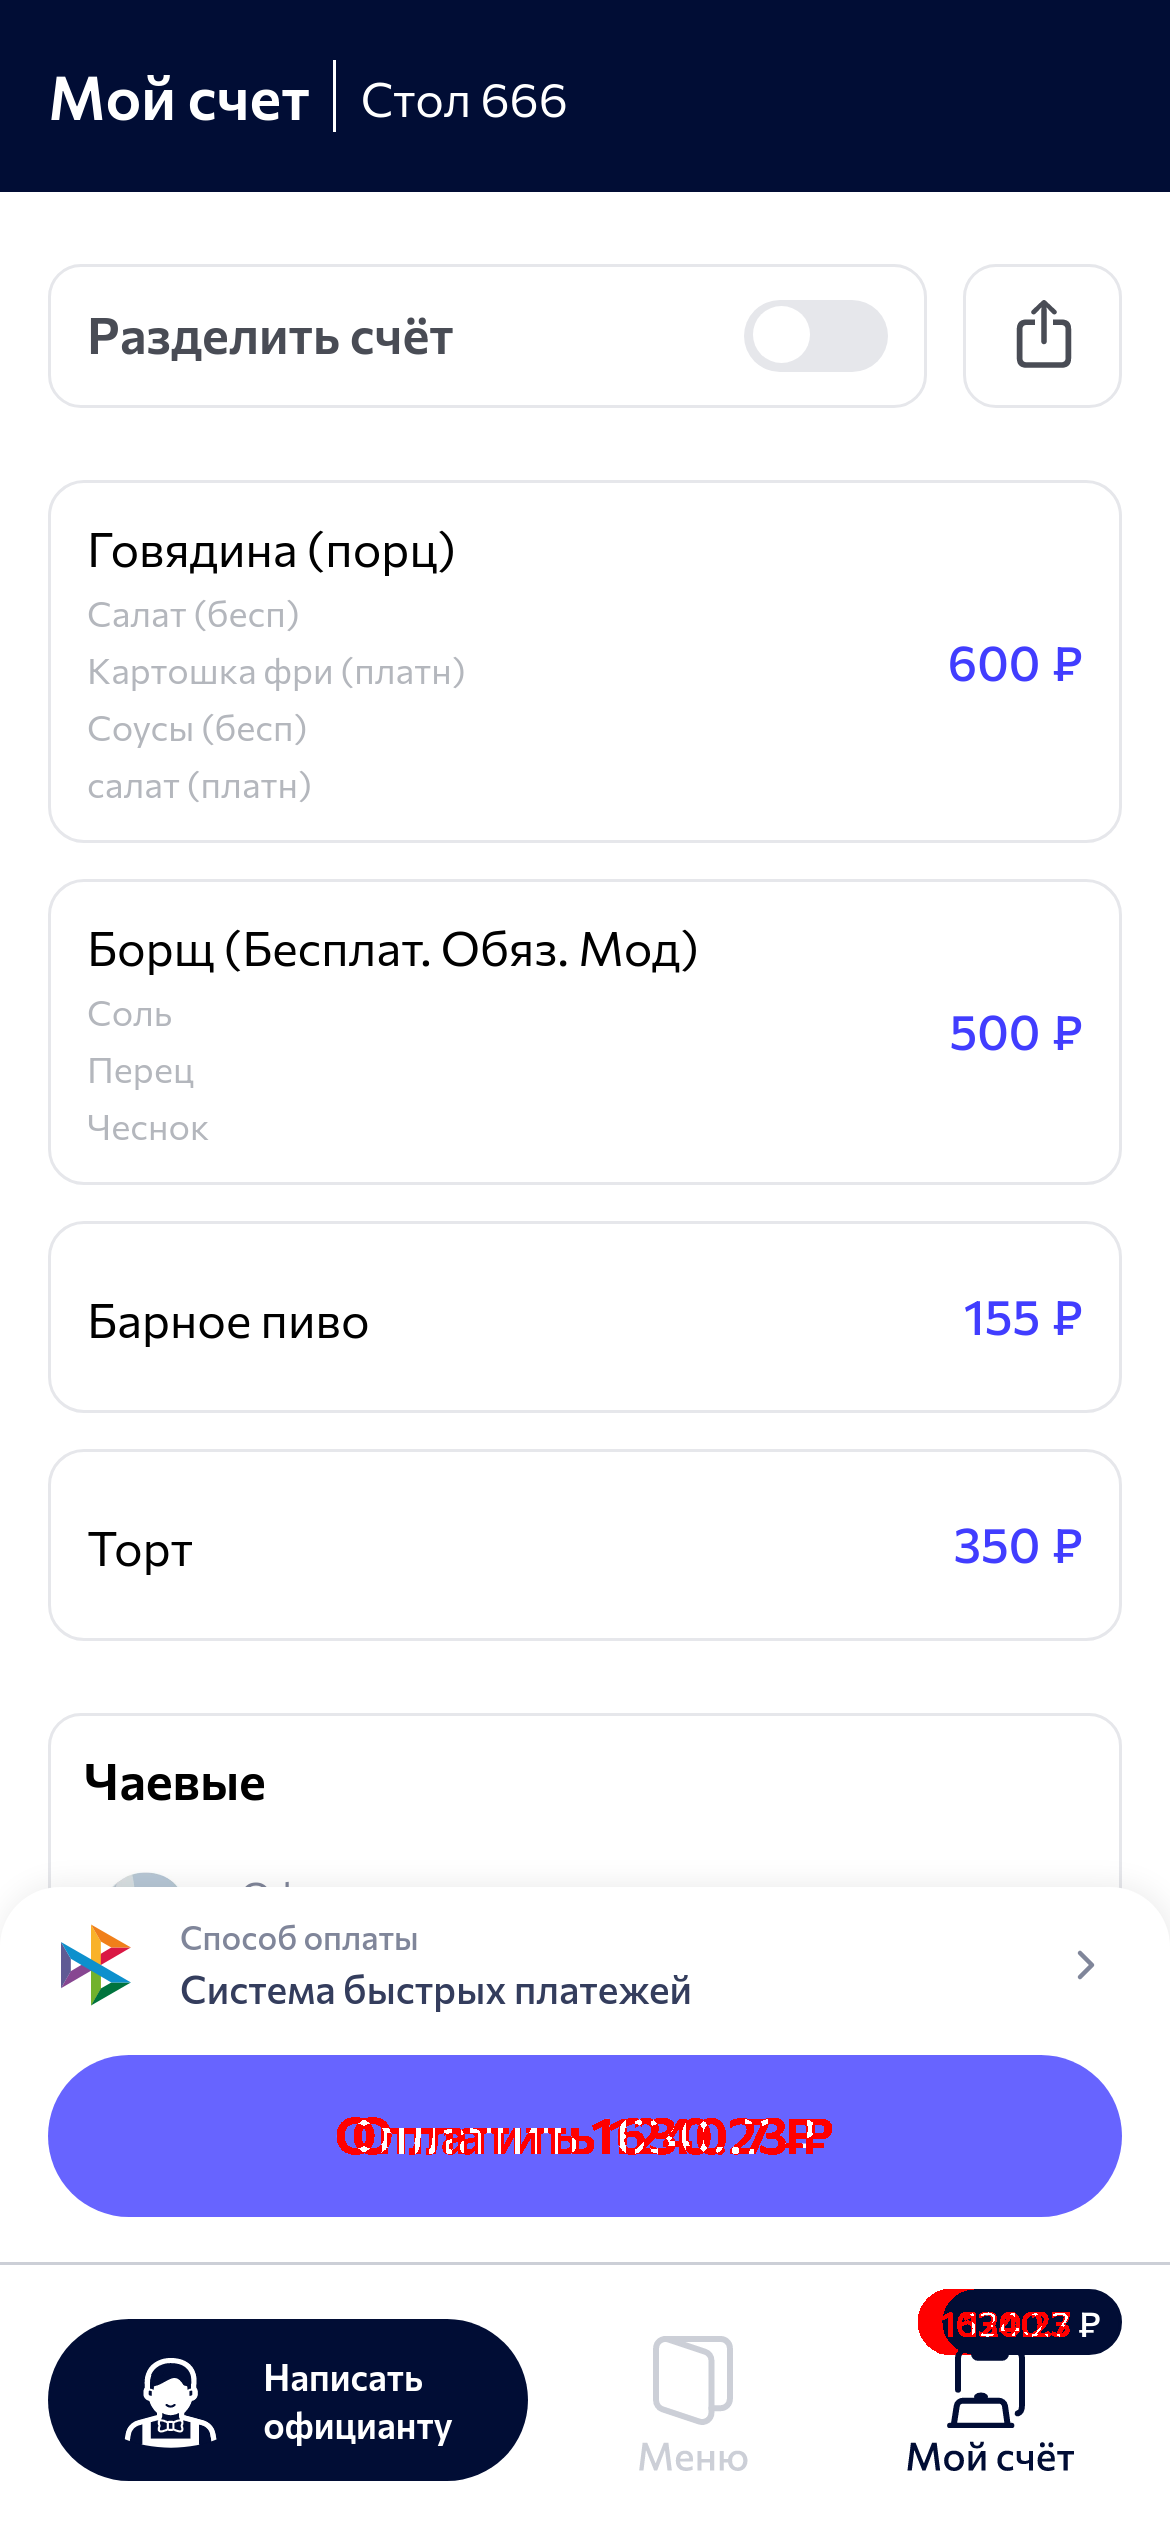 Мой счет
Стол 666
Разделить счёт
Говядина (порц)
Салат (бесп)
Картошка фри (платн)
Соусы (бесп)
салат (платн)
600 ₽
Борщ (Бесплат. Обяз. Мод)
Соль
Перец
Чеснок
500 ₽
Барное пиво
155 ₽
Торт
350 ₽
Чаевые
Способ оплаты
Система быстрых платежей
Оплатить ₽
₽
Написать
официанту
Меню
Мой счёт